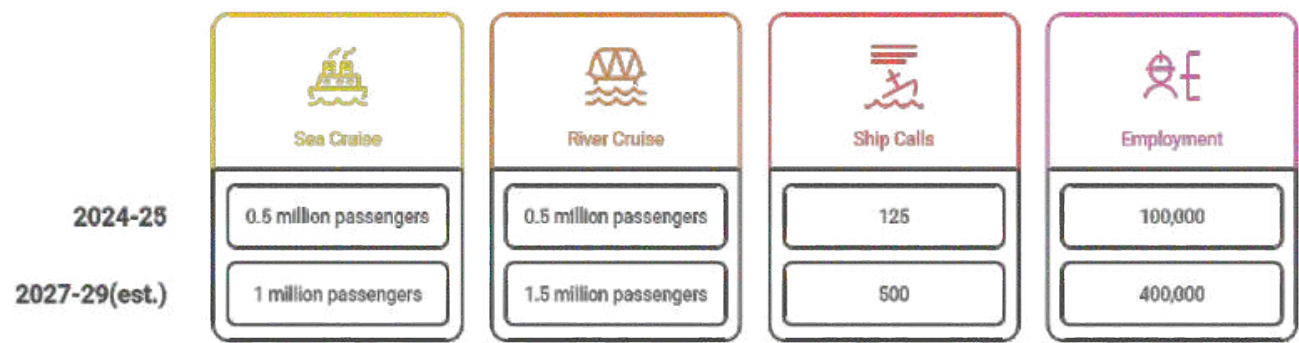 Sea Cruise River Cruise Ship Calls Employment
2024-25 0.5 million passengers 0.5 million passengers 125 100,000
2027-29(est.) 1 million passengers 1.5 million passengers 500 400,000